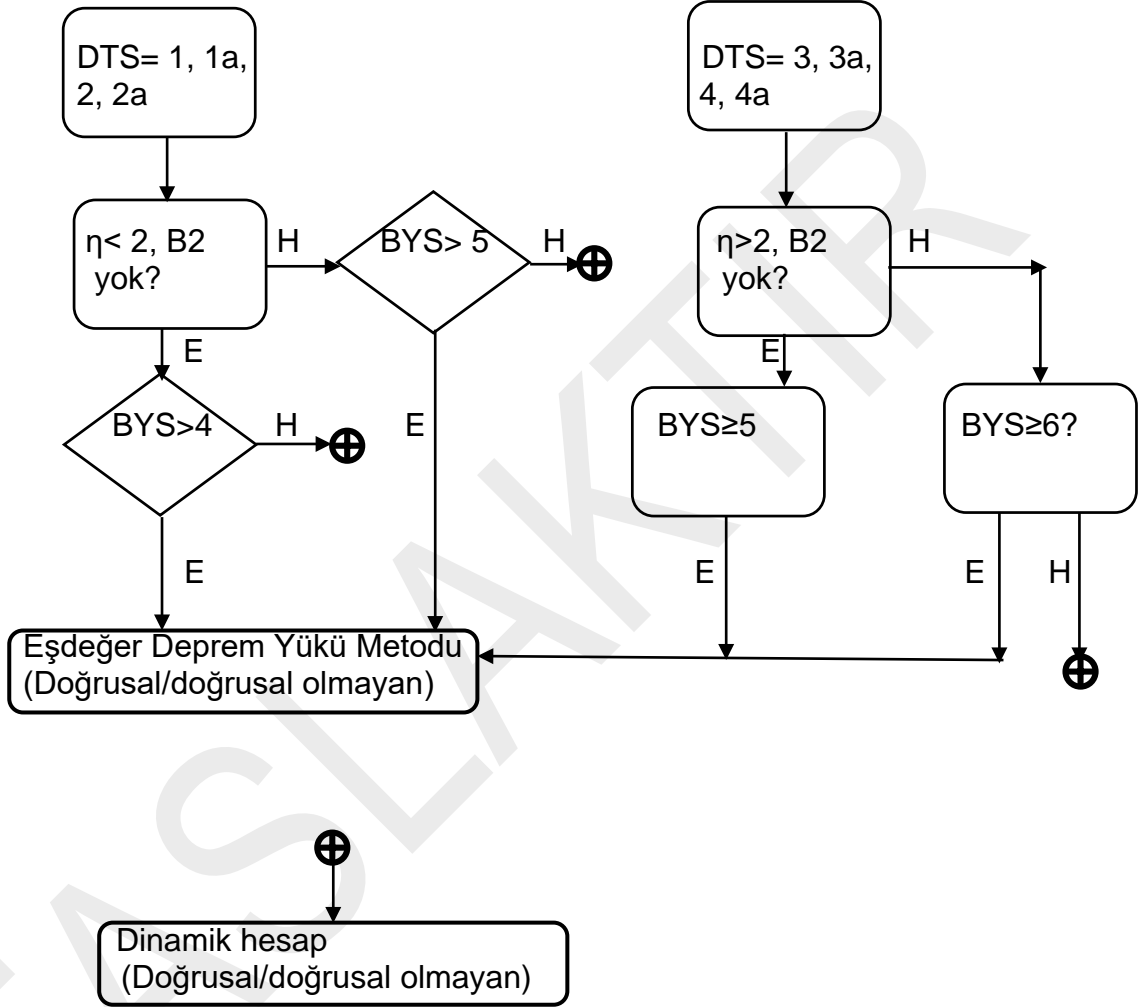 DTS= 1, 1a,
2, 2a
DTS= 3, 3a,
4, 4a
η< 2, B2
yok?
H
BYS> 5
H
η>2, B2
yok?
H
E
E
BYS>4
H
E
BYS≥5
BYS≥6?
E
E
E
H
Eşdeğer Deprem Yükü Metodu
(Doğrusal/doğrusal olmayan)
Dinamik hesap
(Doğrusal/doğrusal olmayan)
TASLAKTIR